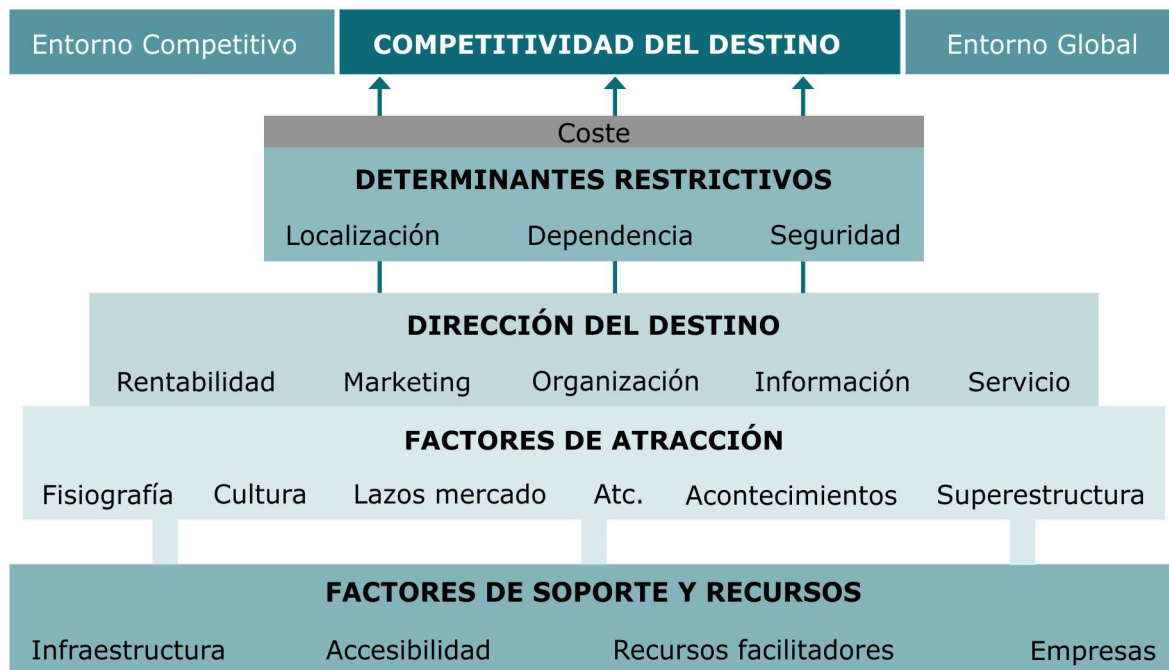 Entorno Competitivo COMPETITIVIDAD DEL DESTINO Entorno Global
Coste
DETERMINANTES RESTRICTIVOS
Localización Dependencia Seguridad
DIRECCIÓN DEL DESTINO
Rentabilidad Marketing Organización Información Servicio
FACTORES DE ATRACCIÓN
Fisiografía Cultura Lazos mercado Atc. Acontecimientos Superestructura
FACTORES DE SOPORTE Y RECURSOS
Infraestructura Accesibilidad Recursos facilitadores Empresas